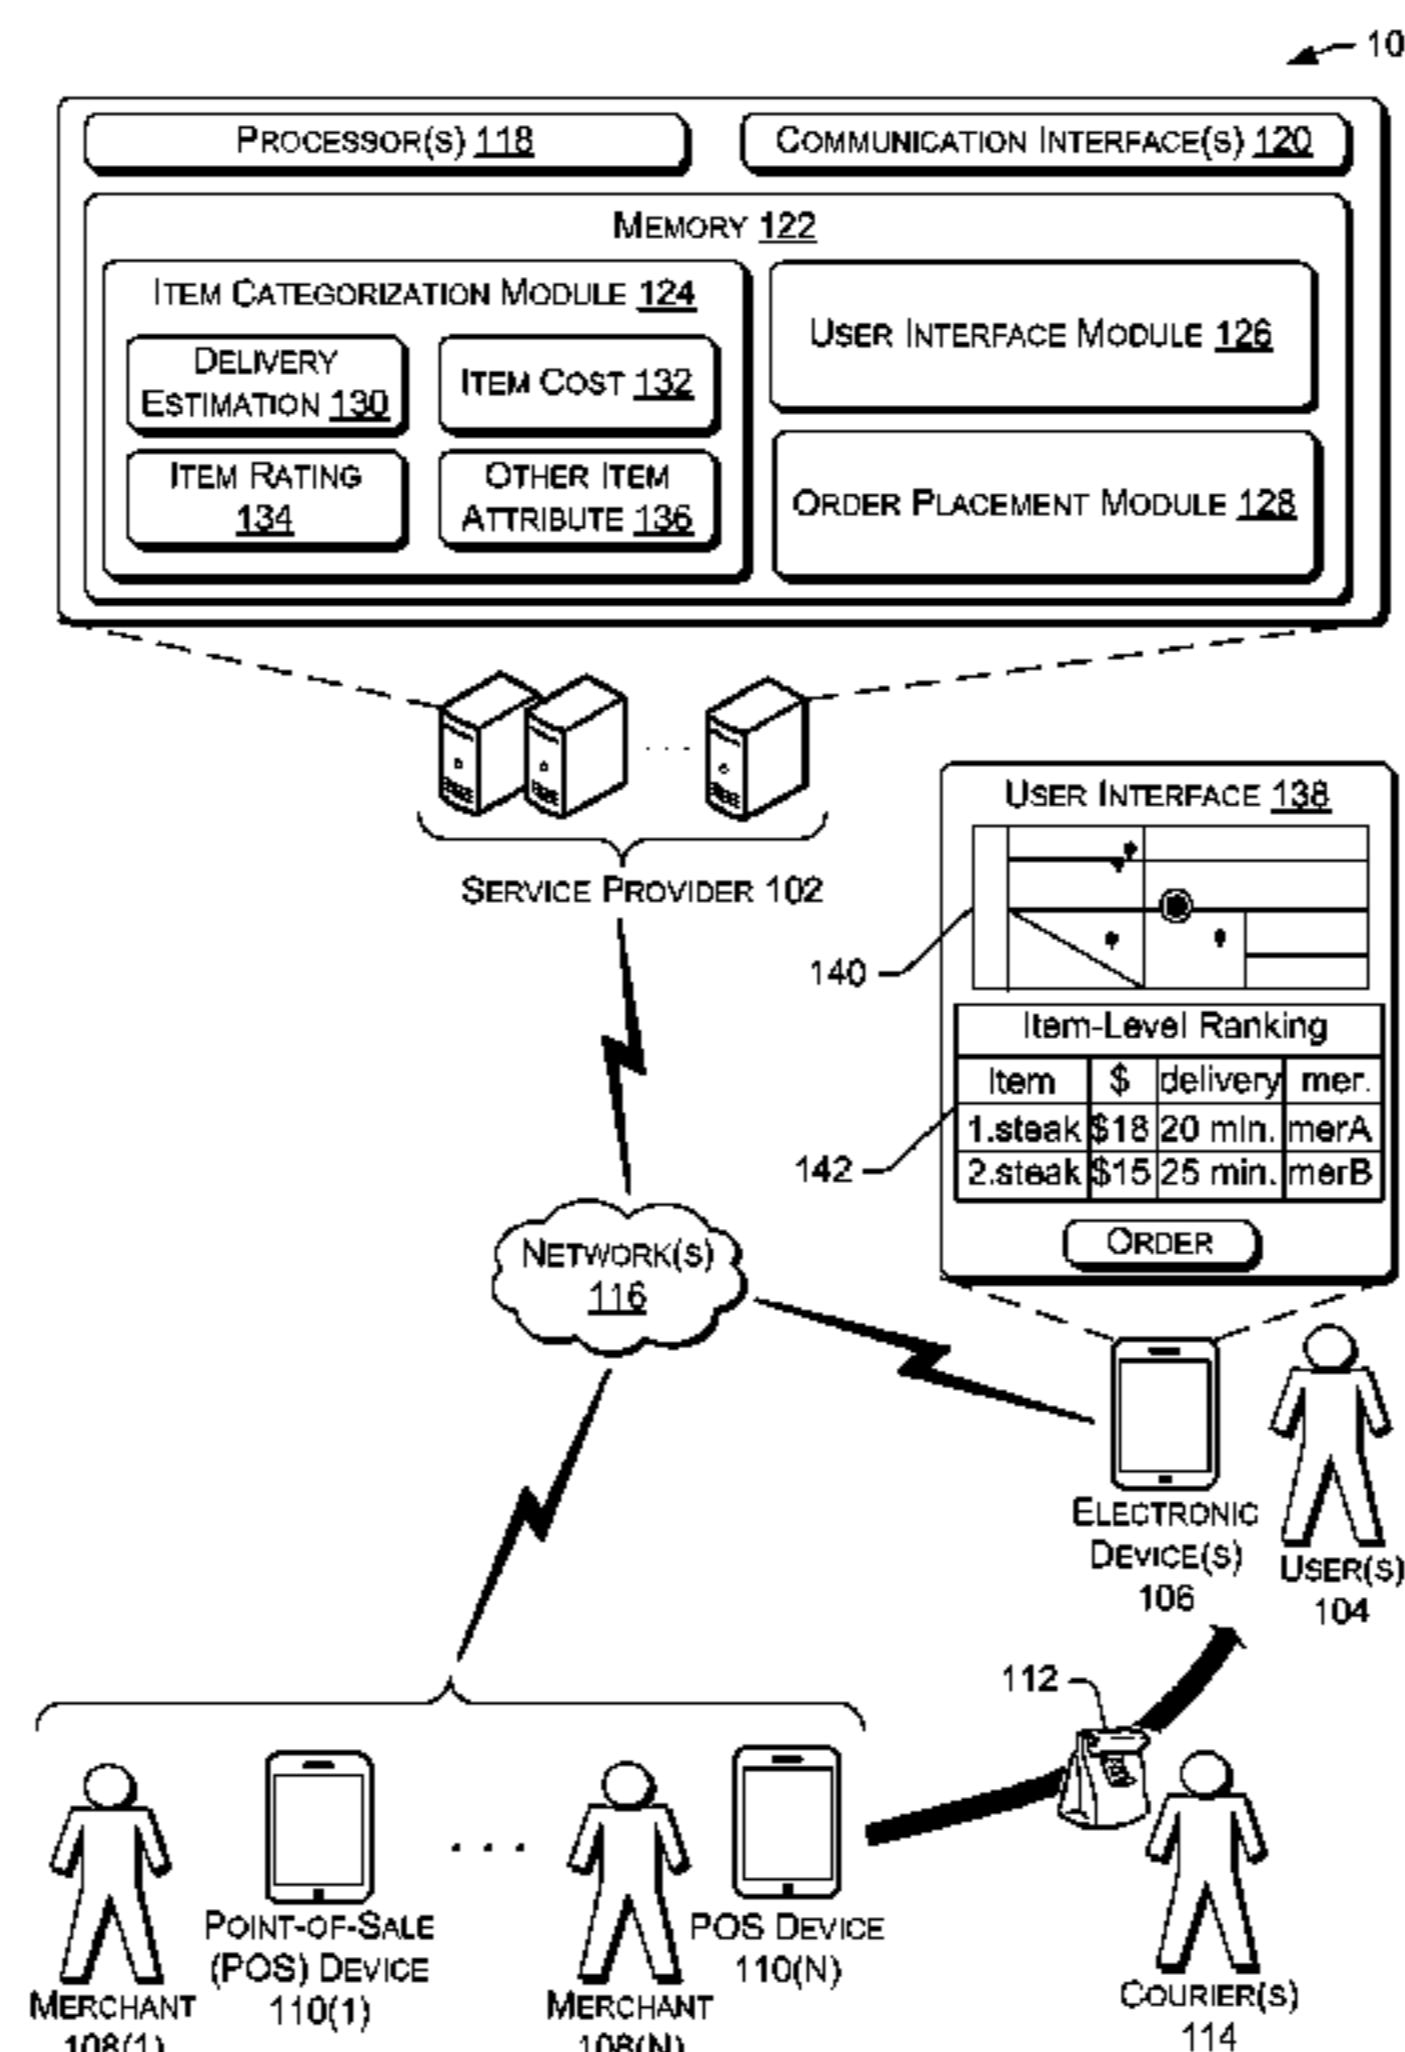 10
PROCESSOR(S) 118
COMMUNICATION INTERFACE(S) 120
MEMORY 122
ITEM CATEGORIZATION MODULE 124
DELIVERY
ESTIMATION 130
ITEM COST 132
ITEM RATING
134
OTHER ITEM
ATTRIBUTE 136
USER INTERFACE MODULE 126
ORDER PLACEMENT MODULE 128
SERVICE PROVIDER 102
USER INTERFACE 138
140
Item-Level Ranking
Item $ delivery mer.
1.steak $18 20 min. merA
2.steak $15 25 min. merB
142
ORDER
NETWORK(S)
116
ELECTRONIC
DEVICE(S)
106
USER(S)
104
112
POINT-OF-SALE
(POS) DEVICE
110(1)
POS DEVICE
110(N)
MERCHANT
108(1)
MERCHANT
108(N)
COURIER(S)
114